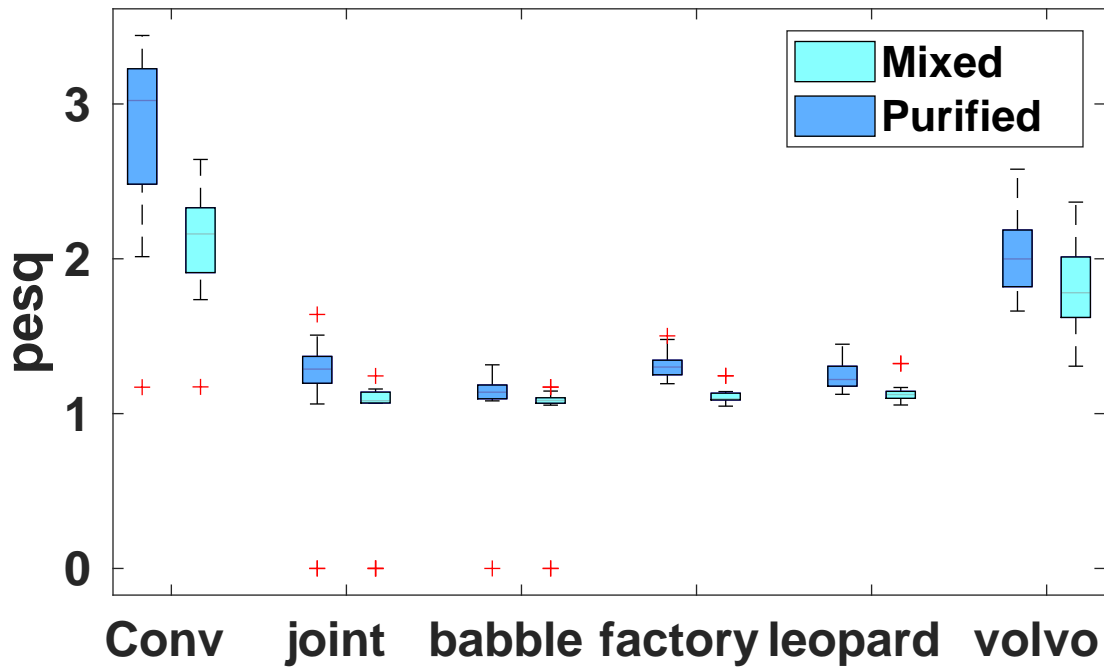 Mixed
Purified
pesq
3
2
1
0
Conv joint babble factory leopard volvo